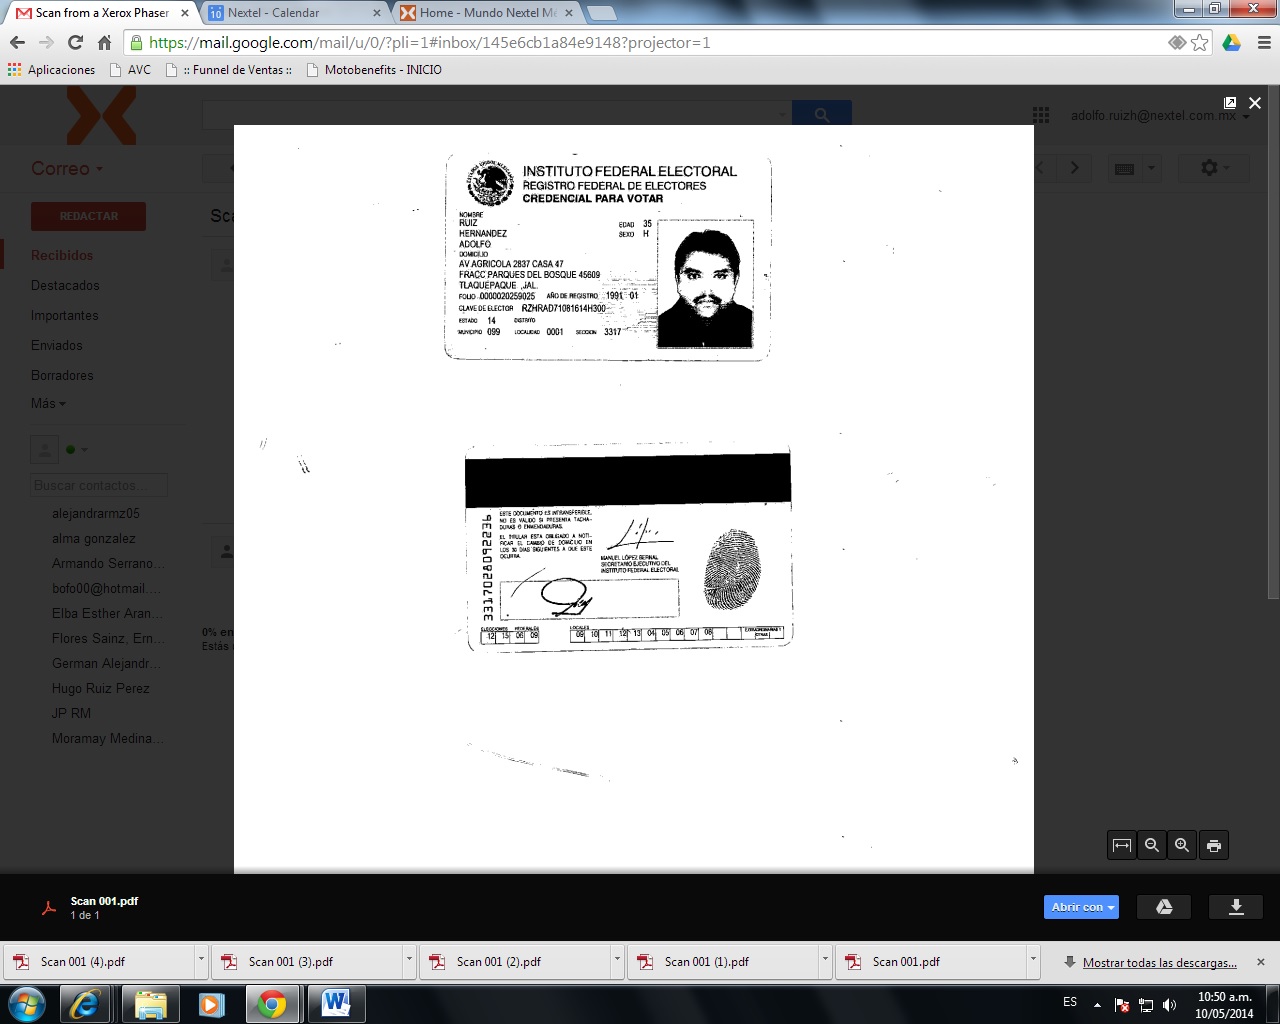 Scan from a Xerox Phaser
Nextel - Calendar
Home - Mundo Nextel Mé
https://mail.google.com/mail/u/0/?pli=1#inbox/145e6cb1a84e9148?projector=1
Aplicaciones
AVC
:: Funnel de Ventas ::
Motobenefits - INICIO
adolfo.ruizh@nextel.com.mx
Correo
REDACTAR
Sca
Recibidos
Destacados
Importantes
Enviados
Borradores
Más
Buscar contactos...
alejandrarmz05
alma gonzalez
Armando Serrano...
bofo00@hotmail....
Elba Esther Aran...
Flores Sainz, Ern...
German Alejandr...
Hugo Ruiz Perez
JP RM
Moramay Medina...
0% en
Estás
INSTITUTO FEDERAL ELECTORAL
REGISTRO FEDERAL DE ELECTORES
CREDENCIAL PARA VOTAR
NOMBRE
RUIZ
HERNANDEZ
ADOLFO
EDAD 35
SEXO H
DOMICILIO
AV AGRICOLA 2837 CASA 47
FRACC PARQUES DEL BOSQUE 45609
TLAQUEPAQUE ,JAL.
FOLIO 0000020259025 AÑO DE REGISTRO 1991 01
CLAVE DE ELECTOR RZHRAD71081614H300
ESTADO 14 DISTRITO
MUNICIPIO 099 LOCALIDAD 0001 SECCION 3317
ESTE DOCUMENTO ES INTRANSFERIBLE,
NO ES VALIDO SI PRESENTA TACHA-
DURAS O ENMENDADURAS.
EL TITULAR ESTA OBLIGADO A NOTI-
FICAR EL CAMBIO DE DOMICILIO EN
LOS 30 DIAS SIGUIENTES A QUE ESTE
OCURRA.
MANUEL LÓPEZ BERNAL
SECRETARIO EJECUTIVO DEL
INSTITUTO FEDERAL ELECTORAL
ELECCIONES FEDERALES
12 15 06 09
LOCALES
09 10 11 12 13 04 05 06 07 08
EXTRAORDINARIAS Y
OTRAS
Scan 001.pdf
1 de 1
Abrir con
Scan 001 (4).pdf
Scan 001 (3).pdf
Scan 001 (2).pdf
Scan 001 (1).pdf
Scan 001.pdf
Mostrar todas las descargas...
ES
10:50 a.m.
10/05/2014